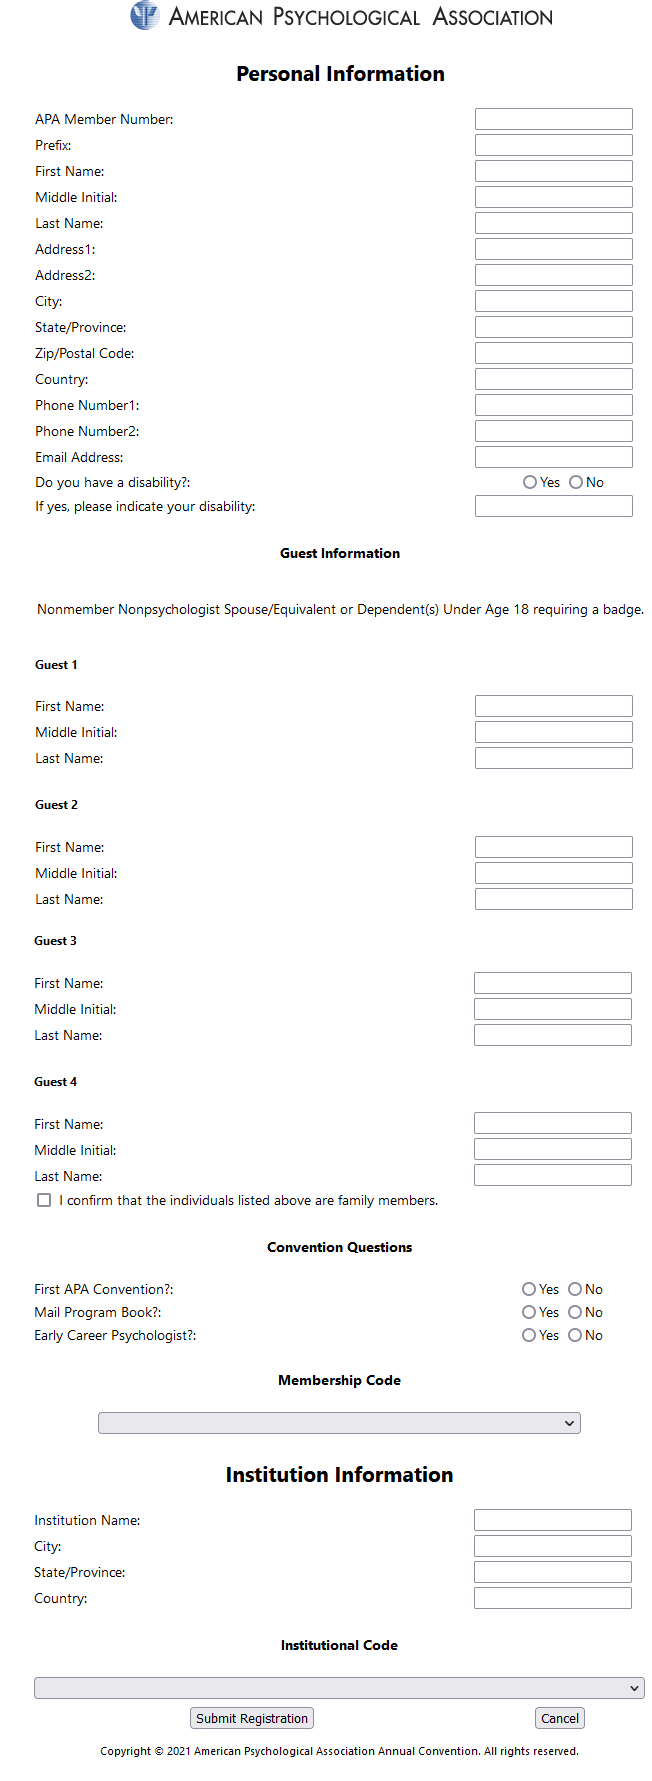 AMERICAN PSYCHOLOGICAL ASSOCIATION
Personal Information
APA Member Number:
Prefix:
First Name:
Middle Initial:
Last Name:
Address1:
Address2:
City:
State/Province:
Zip/Postal Code:
Country:
Phone Number1:
Phone Number2:
Email Address:
Do you have a disability?: Yes No
If yes, please indicate your disability:
Guest Information
Nonmember Nonpsychologist Spouse/Equivalent or Dependent(s) Under Age 18 requiring a badge.
Guest 1
First Name:
Middle Initial:
Last Name:
Guest 2
First Name:
Middle Initial:
Last Name:
Guest 3
First Name:
Middle Initial:
Last Name:
Guest 4
First Name:
Middle Initial:
Last Name:
I confirm that the individuals listed above are family members.
Convention Questions
First APA Convention?: Yes No
Mail Program Book?: Yes No
Early Career Psychologist?: Yes No
Membership Code
Institution Information
Institution Name:
City:
State/Province:
Country:
Institutional Code
Submit Registration Cancel
Copyright © 2021 American Psychological Association Annual Convention. All rights reserved.